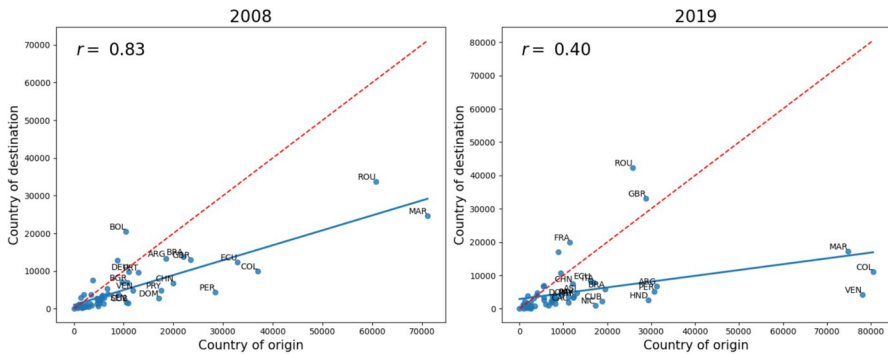 2008
r = 0.83
70000
60000
50000
40000
30000
20000
10000
0
Country of destination
ROU
MAR
BOL
ARG
BRA
GBR
ECU
COL
CHN
VEN
PRY
DOM
PER
0
10000
20000
30000
40000
50000
60000
70000
Country of origin
2019
r = 0.40
80000
70000
60000
50000
40000
30000
20000
10000
0
Country of destination
ROU
GBR
FRA
MAR
COL
VEN
ECU
CHN
BRA
ARG
PER
HND
CUB
NIC
0
10000
20000
30000
40000
50000
60000
70000
80000
Country of origin